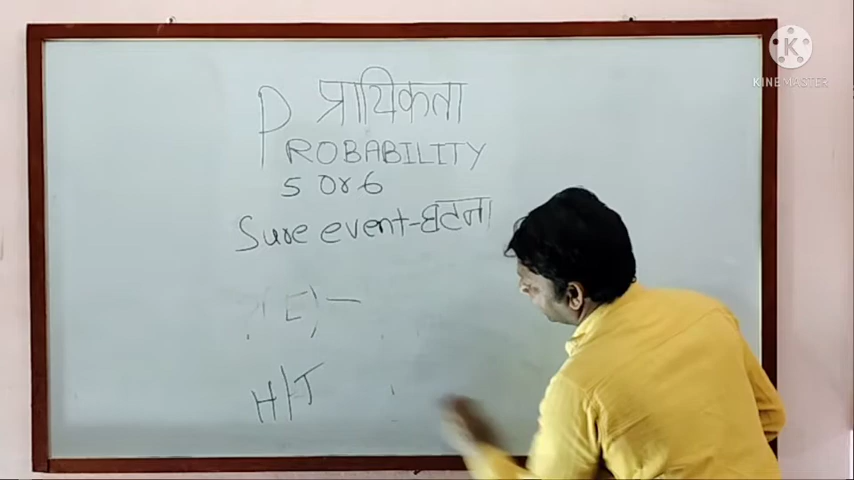 प्रायिकता
PROBABILITY
5 or 6
Sure event-घटना
E) —
H/T
K
KINEMASTER